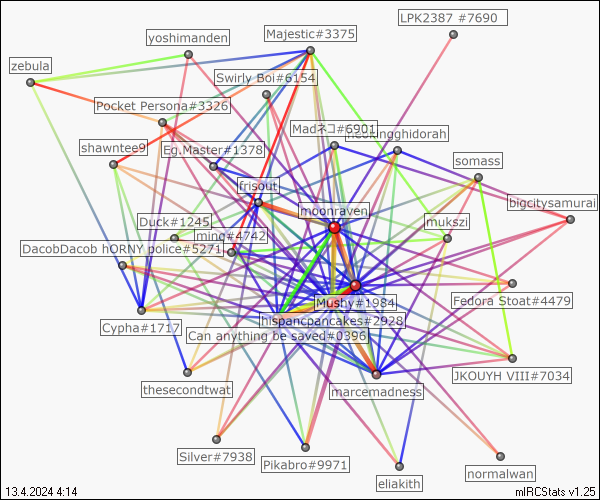 LPK2387 #7690
Majestic#3375
yoshimanden
zebula
Swirly Boi#6154
Pocket Persona#3326
Madネコ#6901
shawntee9
Eg.Master#1378
somass
frisout
bigcitysamurai
moonraven
Duck#1245
mukszi
ming#4742
DacobDacob hORNY police#5271
Mushy#1984
Fedora Stoat#4479
hispancpancakes#2928
Cypha#1717
Can anything be saved#0396
JKOUYH VIII#7034
thesecondtwat
marcemadness
Silver#7938
Pikabro#9971
normalwan
eliakith
13.4.2024 4:14
mIRCStats v1.25